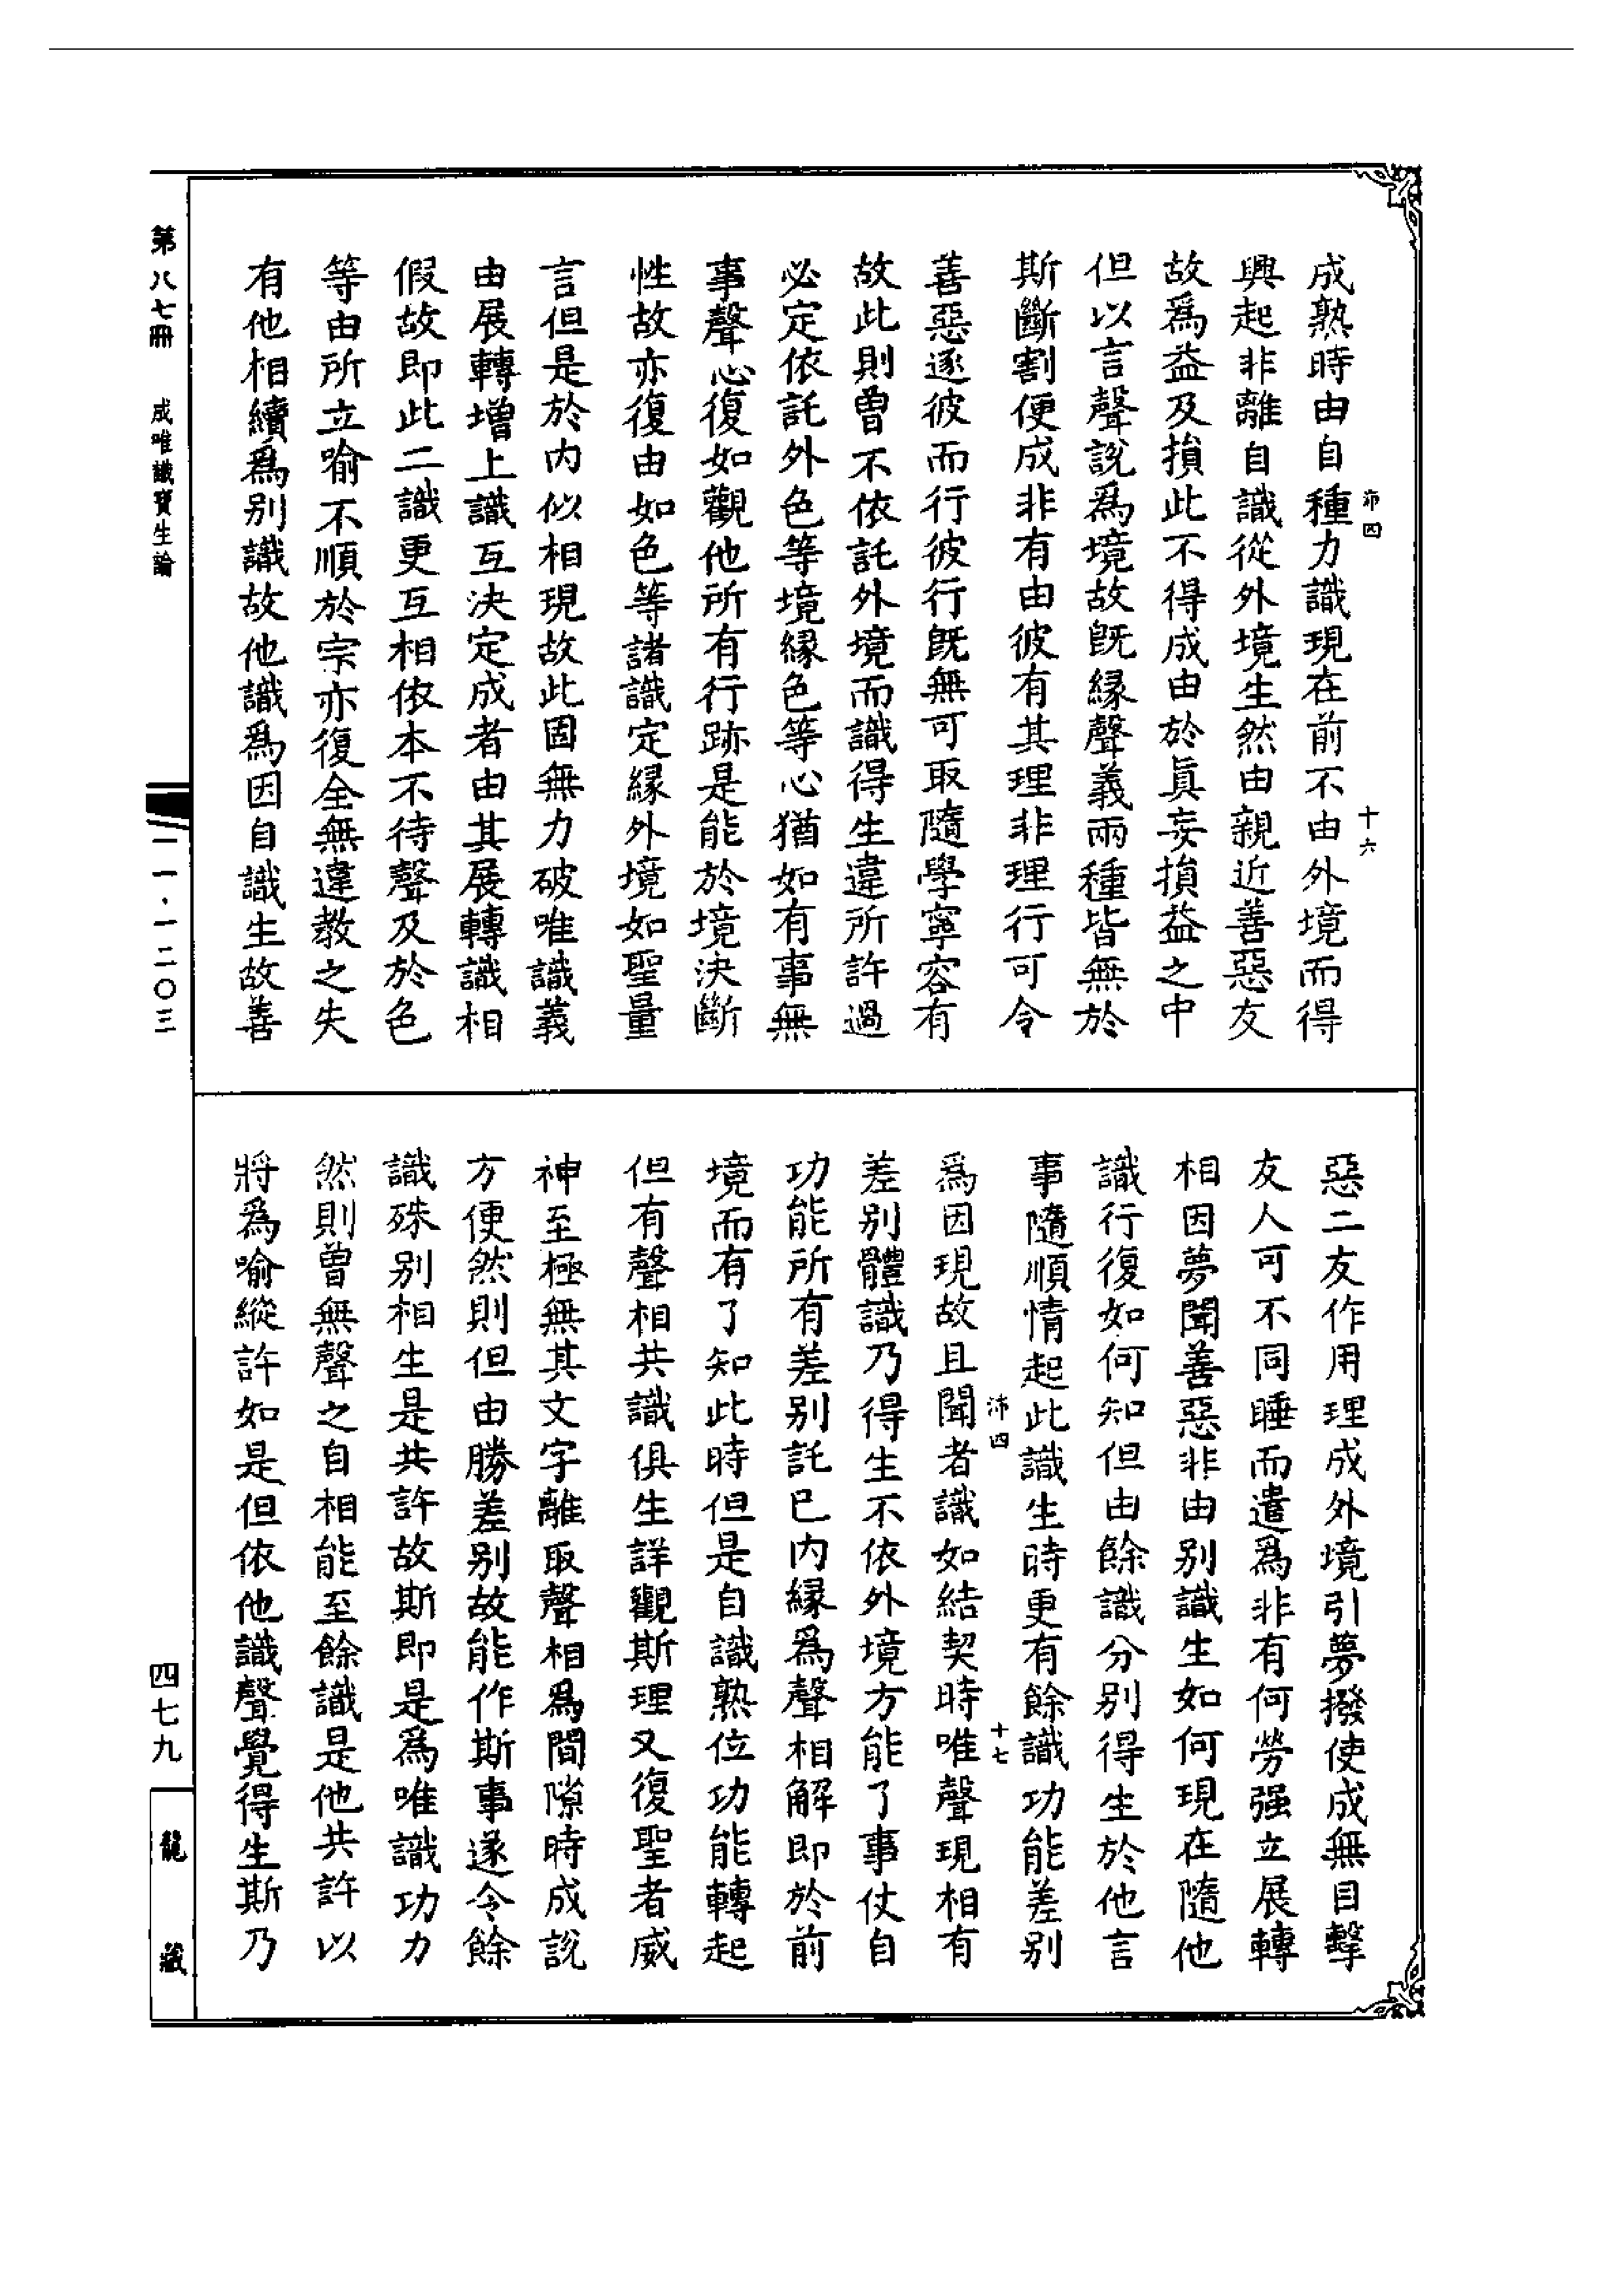 成熟時由自種力識現在前不由外境而得
興起非離自識從外境生然由親近善惡友
故爲益及損此不得成由於眞妄損益之中
但以言聲說爲境故旣緣聲義兩種皆無於
斯斷割便成非有由彼有其理非理行可令
善惡逐彼而行彼行旣無可取隨學寧容有
故此則曾不依託外境而識得生違所許過
必定依託外色等境緣色等心猶如有事無
事聲心復如觀他所有行跡是能於境決斷
性故亦復由如色等諸識定緣外境如聖量
言但是於內似相現故此固無力破唯識義
由展轉增上識互決定成者由其展轉識相
假故即此二識更互相依本不待聲及於色
等由所立喻不順於宗亦復全無違教之失
有他相續爲別識故他識爲因自識生故善
沛四
十六
惡二友作用理成外境引夢撥使成無目擊
友人可不同睡而遣爲非有何勞强立展轉
相因夢聞善惡非由別識生如何現在隨他
識行復如何知但由餘識分別得生於他言
事隨順情起此識生時更有餘識功能差別
爲因現故且聞者識如結契時唯聲現相有
差別體識乃得生不依外境方能了事仗自
功能所有差別託已內緣爲聲相解即於前
境而有了知此時但是自識熟位功能轉起
但有聲相共識俱生詳觀斯理又復聖者威
神至極無其文字離取聲相爲間隙時成說
方便然則但由勝差別故能作斯事遂令餘
識殊別相生是共許故斯即是爲唯識功力
然則曾無聲之自相能至餘識是他共許以
將爲喻縱許如是但依他識聲覺得生斯乃
沛四
十七
第八七冊
成唯識寶生論
一一一·一二〇三
四七九
龍藏